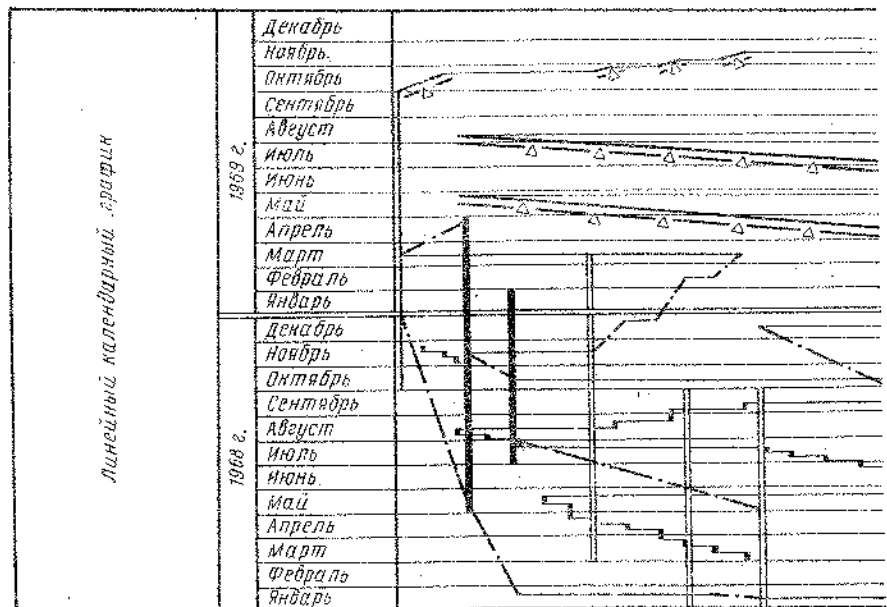 Линейный календарный график
1969 г.
Декабрь
Ноябрь.
Октябрь
Сентябрь
Август
Июль
Июнь
Май
Апрель
Март
Февраль
Январь
1968 г.
Декабрь
Ноябрь
Октябрь
Сентябрь
Август
Июль
Июнь.
Май
Апрель
Март
Февраль
Январь